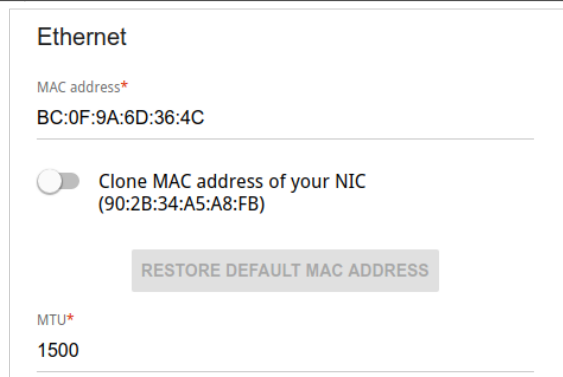 Ethernet
MAC address*
BC:0F:9A:6D:36:4C
Clone MAC address of your NIC
(90:2B:34:A5:A8:FB)
RESTORE DEFAULT MAC ADDRESS
MTU*
1500